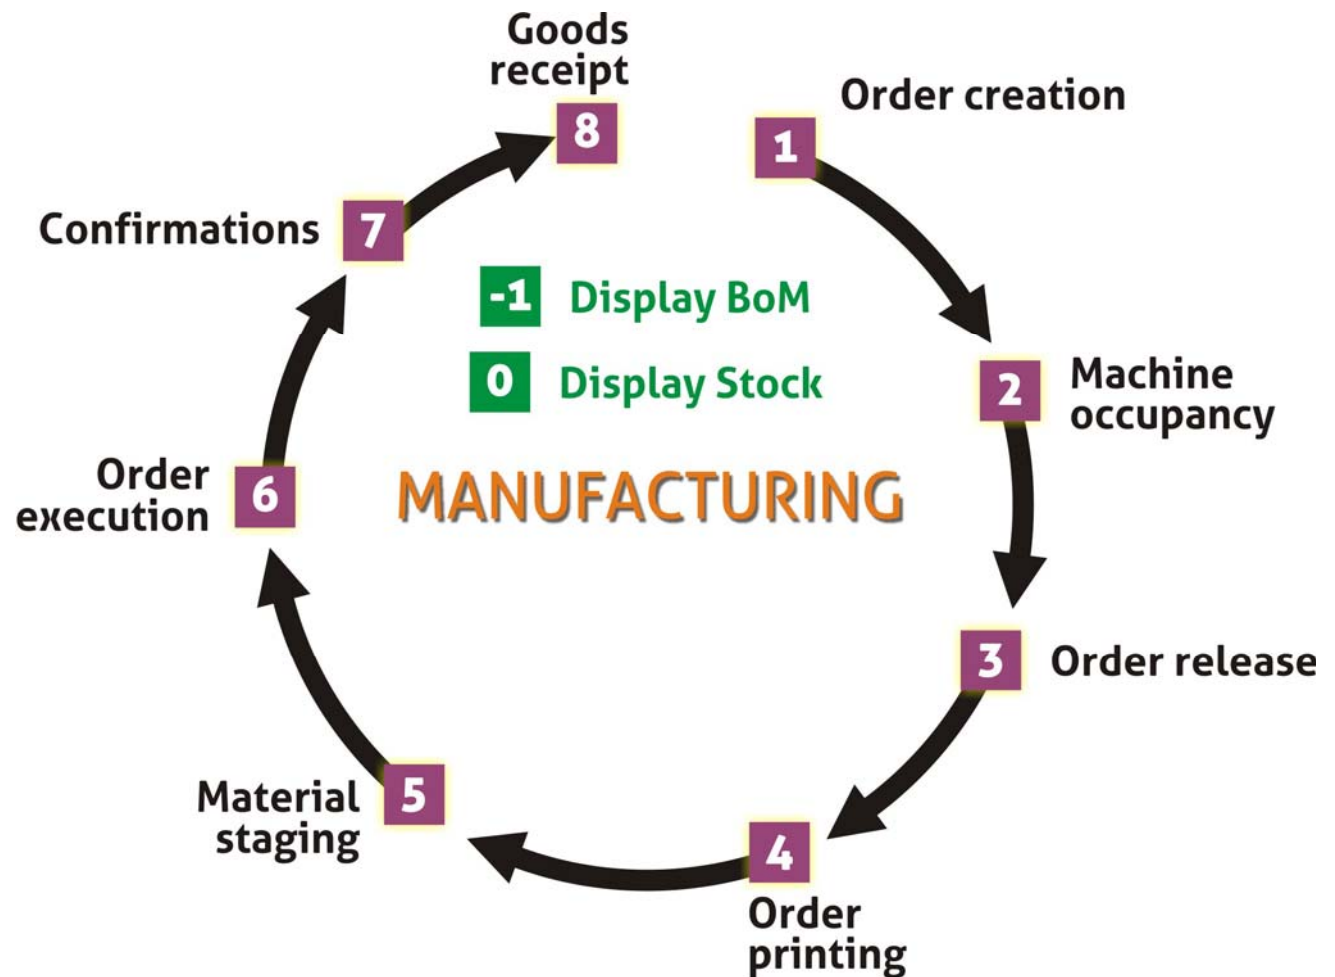 Goods
receipt
8
1
Order creation
7
Confirmations
-1 Display BoM
0 Display Stock
2
Machine
occupancy
MANUFACTURING
6
Order
execution
3
Order release
5
Material
staging
4
Order
printing